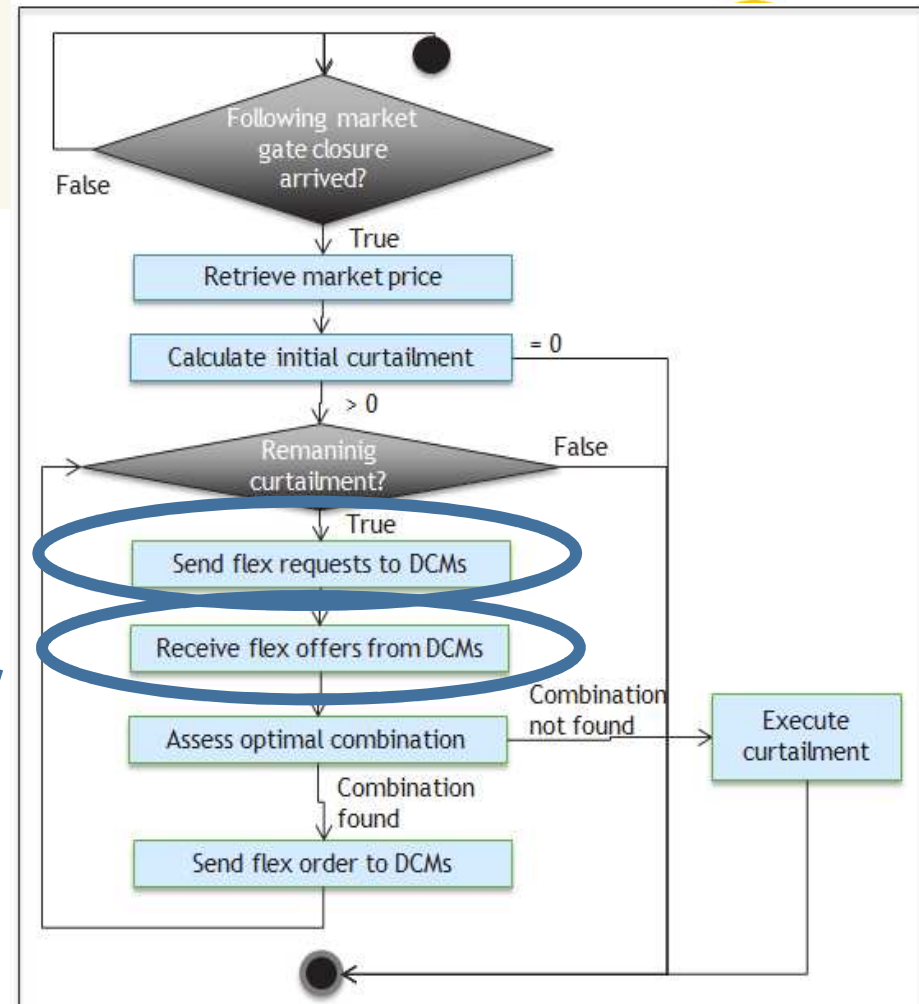 Following market
gate closure
arrived?
False
True
Retrieve market price
Calculate initial curtailment
= 0
> 0
Remaninig
curtailment?
False
True
Send flex requests to DCMs
Receive flex offers from DCMs
Combination
not found
Assess optimal combination
Execute
curtailment
Combination
found
Send flex order to DCMs